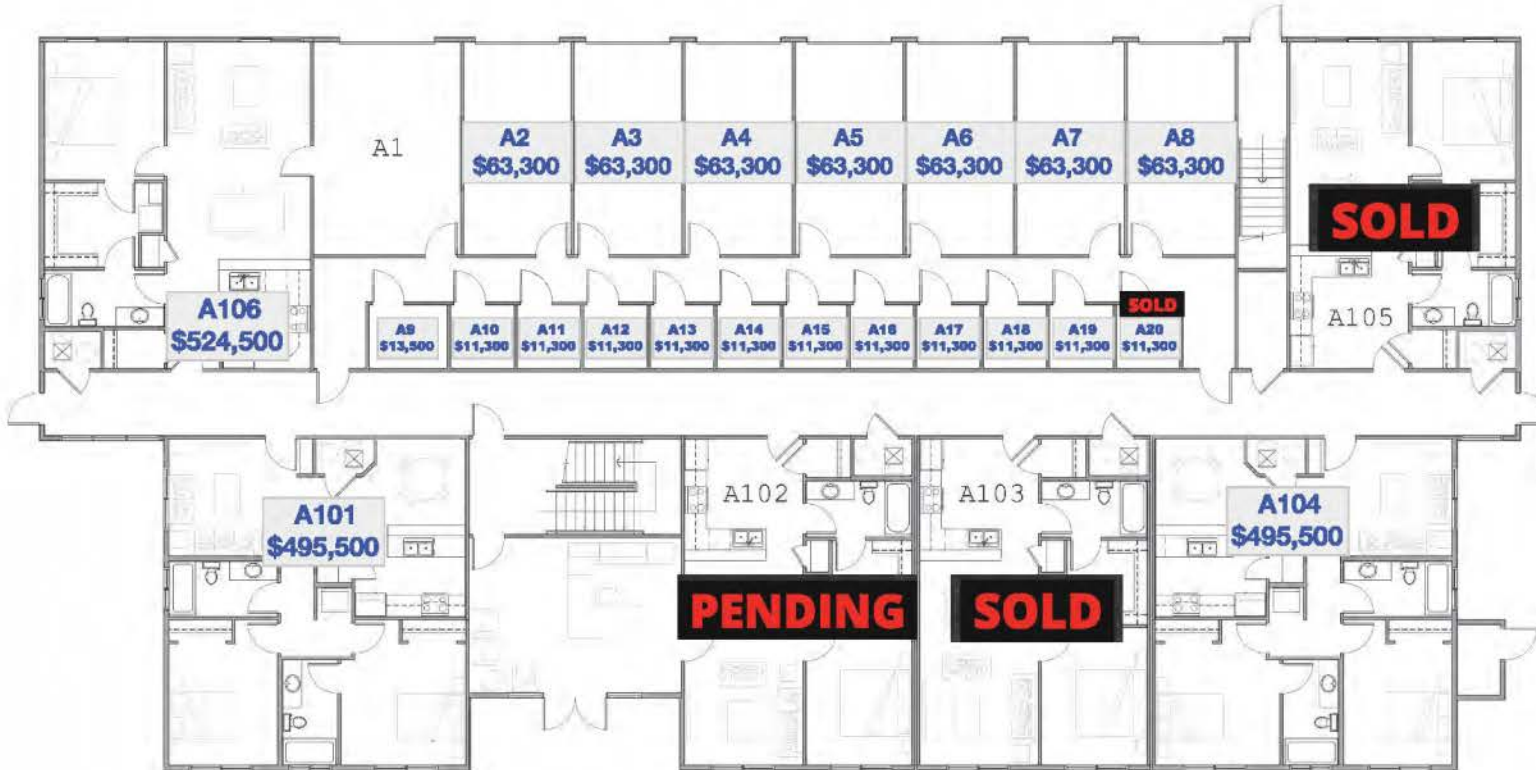 A1
A2
$63,300
A3
$63,300
A4
$63,300
A5
$63,300
A6
$63,300
A7
$63,300
A8
$63,300
SOLD
A105
A106
$524,500
A9
$13,500
A10
$11,300
A11
$11,300
A12
$11,300
A13
$11,300
A14
$11,300
A15
$11,300
A16
$11,300
A17
$11,300
A18
$11,300
A19
$11,300
SOLD
A20
$11,300
A101
$495,500
A102
PENDING
A103
SOLD
A104
$495,500